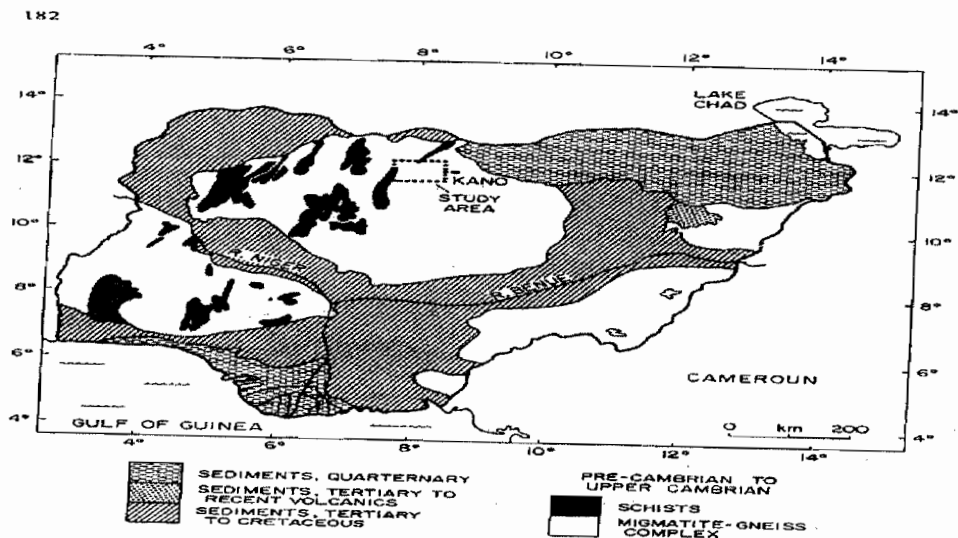 182
4° 6° 8° 10° 12° 14°
LAKE
CHAD
14° 14°
12° 12°
KANO
STUDY
AREA
10° 10°
R. NIGER
R. BENUE
8° 8°
6° 6°
CAMEROUN
4° 4°
GULF OF GUINEA
0 km 200
4° 6° 8° 10° 12° 14°
SEDIMENTS, QUARTERNARY
SEDIMENTS, TERTIARY TO
RECENT VOLCANICS
SEDIMENTS, TERTIARY
TO CRETACEOUS
PRE-CAMBRIAN TO
UPPER CAMBRIAN
SCHISTS
MIGMATITE-GNEISS
COMPLEX